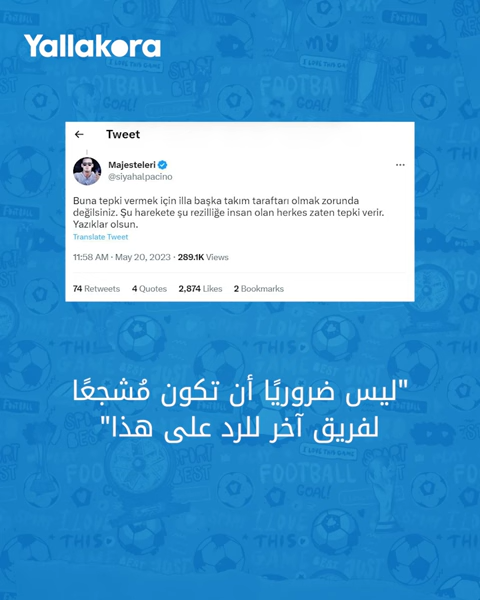 Yallakora
Tweet
Majesteleri
@siyahalpacino
Buna tepki vermek için illa başka takım taraftarı olmak zorunda
değilsiniz. Şu harekete şu rezilliğe insan olan herkes zaten tepki verir.
Yazıklar olsun.
Translate Tweet
11:58 AM · May 20, 2023 · 289.1K Views
74 Retweets 4 Quotes 2,874 Likes 2 Bookmarks
"ليس ضروريًا أن تكون مُشجعًا
لفريق آخر للرد على هذا"